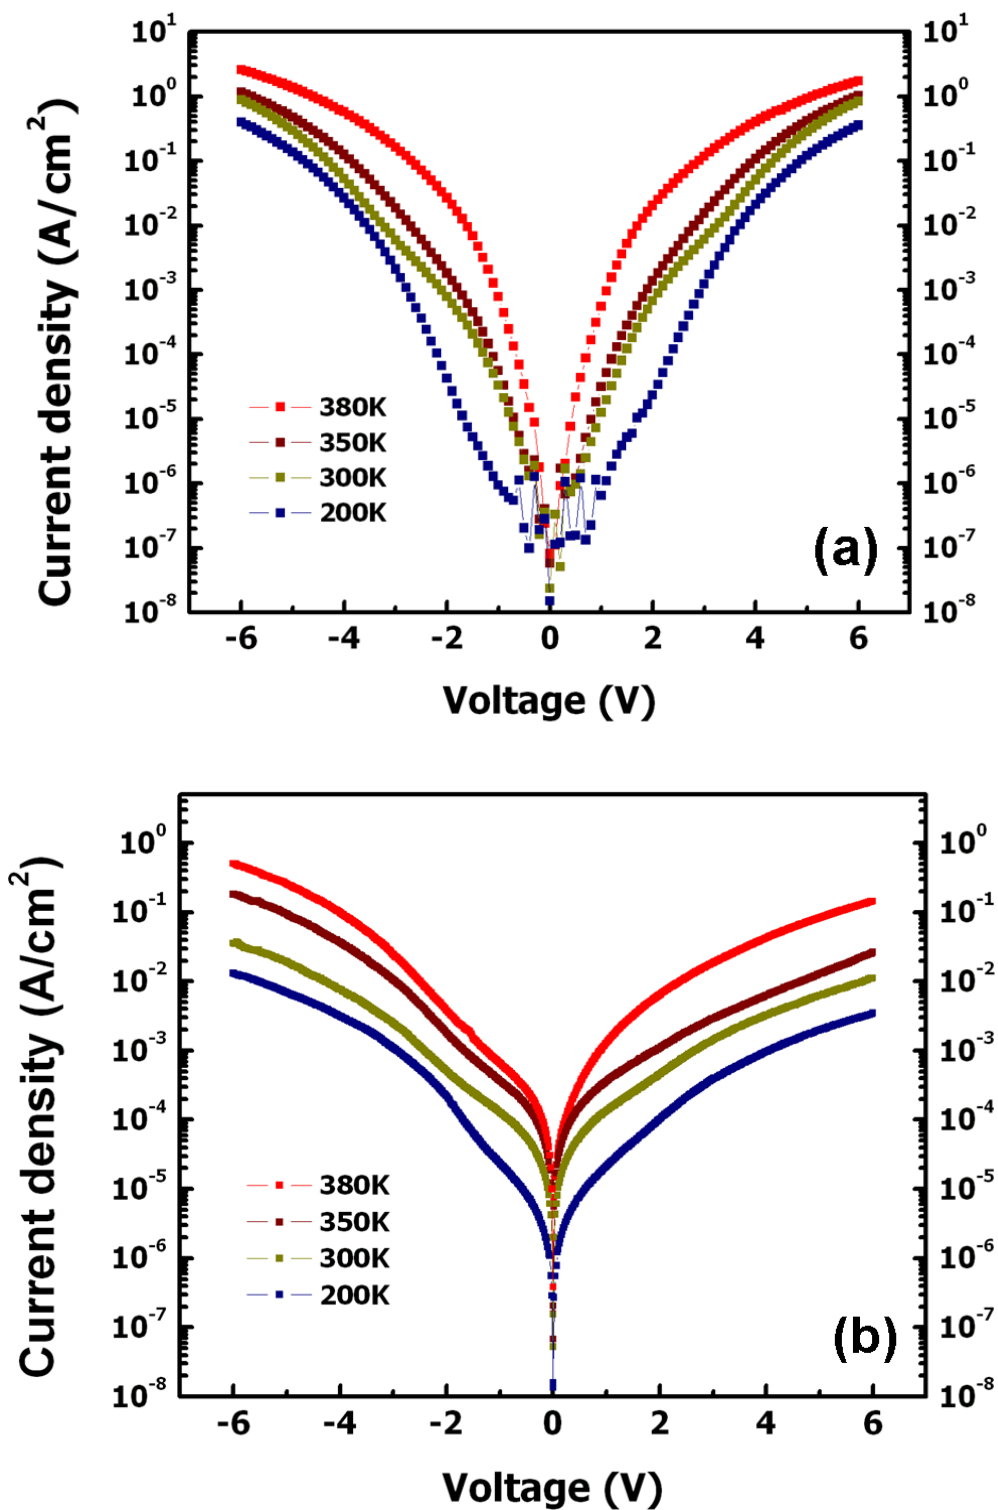 10^1 10^1
10^0 10^0
10^-1 10^-1
10^-2 10^-2
10^-3 10^-3
10^-4 10^-4
10^-5 10^-5
10^-6 10^-6
10^-7 10^-7
10^-8 10^-8
Current density (A/cm^2)
380K
350K
300K
200K
(a)
-6 -4 -2 0 2 4 6
Voltage (V)
10^0 10^0
10^-1 10^-1
10^-2 10^-2
10^-3 10^-3
10^-4 10^-4
10^-5 10^-5
10^-6 10^-6
10^-7 10^-7
10^-8 10^-8
Current density (A/cm^2)
380K
350K
300K
200K
(b)
-6 -4 -2 0 2 4 6
Voltage (V)